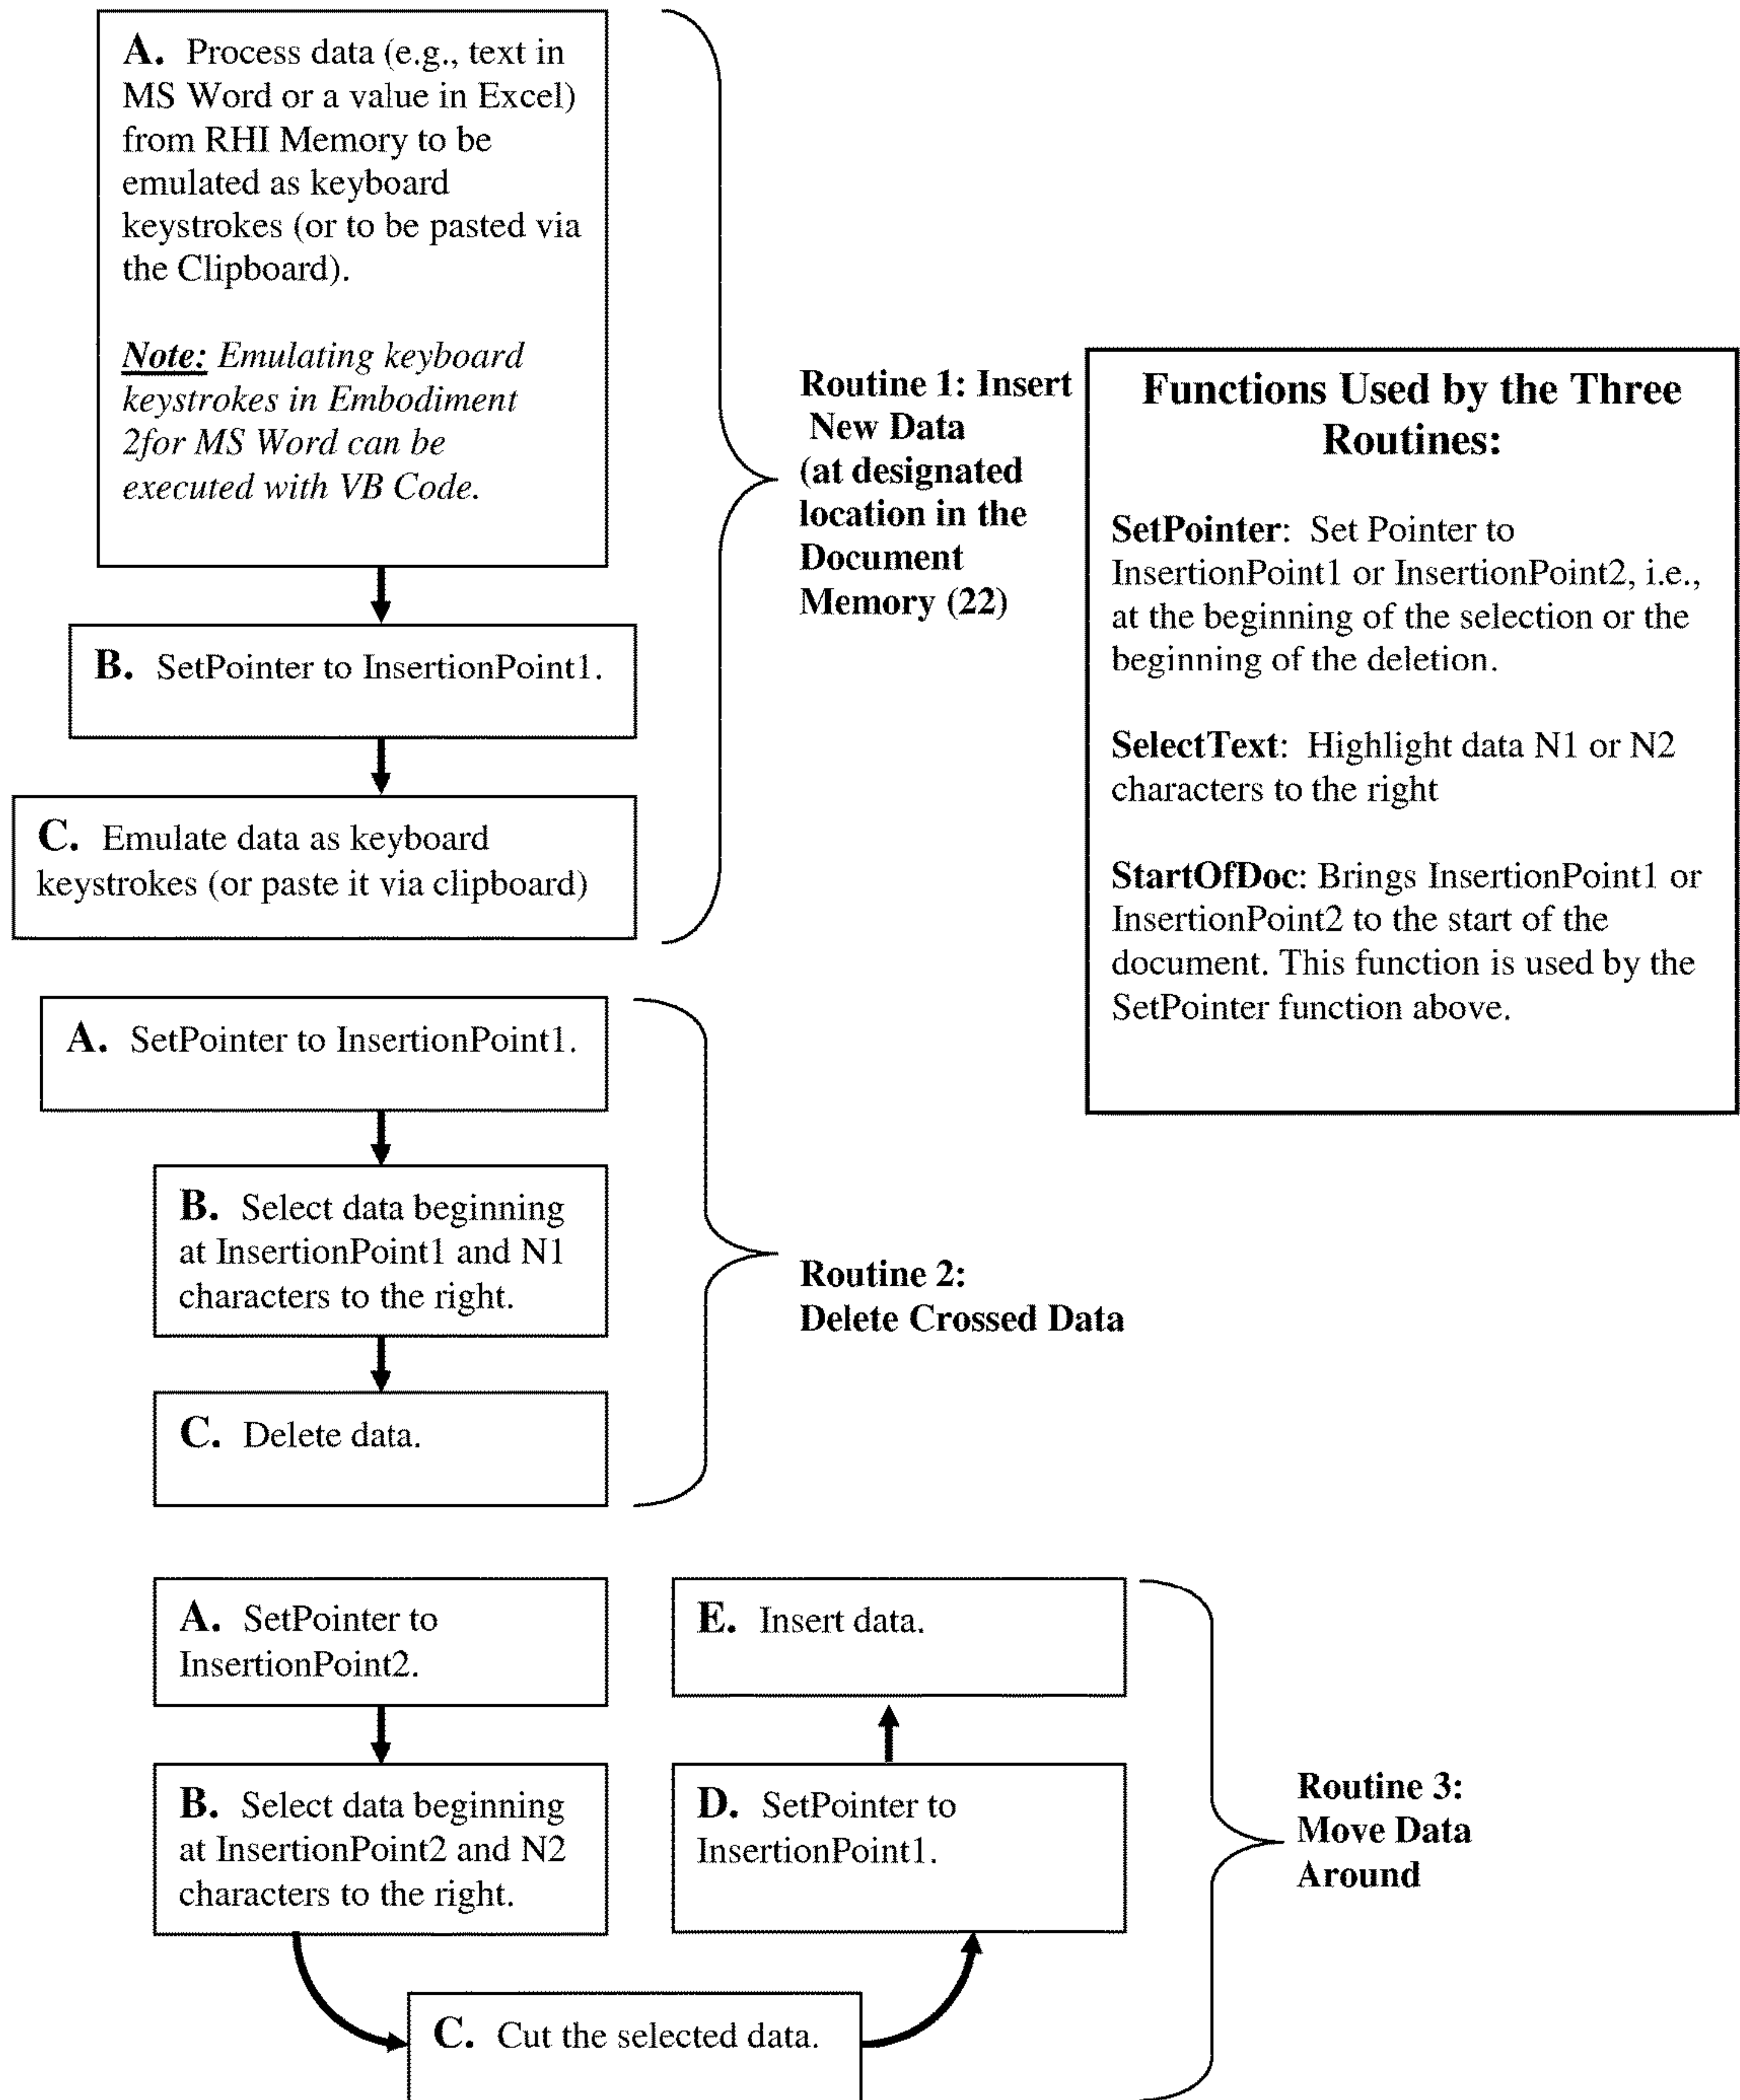 A. Process data (e.g., text in
MS Word or a value in Excel)
from RHI Memory to be
emulated as keyboard
keystrokes (or to be pasted via
the Clipboard).
Note: Emulating keyboard
keystrokes in Embodiment
2for MS Word can be
executed with VB Code.
B. SetPointer to InsertionPoint1.
C. Emulate data as keyboard
keystrokes (or paste it via clipboard)
Routine 1: Insert
New Data
(at designated
location in the
Document
Memory (22)
Functions Used by the Three
Routines:
SetPointer: Set Pointer to
InsertionPoint1 or InsertionPoint2, i.e.,
at the beginning of the selection or the
beginning of the deletion.
SelectText: Highlight data N1 or N2
characters to the right
StartOfDoc: Brings InsertionPoint1 or
InsertionPoint2 to the start of the
document. This function is used by the
SetPointer function above.
A. SetPointer to InsertionPoint1.
B. Select data beginning
at InsertionPoint1 and N1
characters to the right.
C. Delete data.
Routine 2:
Delete Crossed Data
A. SetPointer to
InsertionPoint2.
B. Select data beginning
at InsertionPoint2 and N2
characters to the right.
C. Cut the selected data.
D. SetPointer to
InsertionPoint1.
E. Insert data.
Routine 3:
Move Data
Around